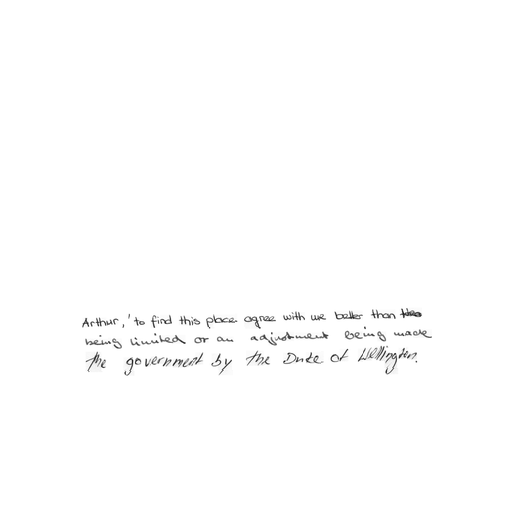 Arthur, 'to find this place agree with me better than
being limited or an adjustment being made
the government by the Duke of Wellington.